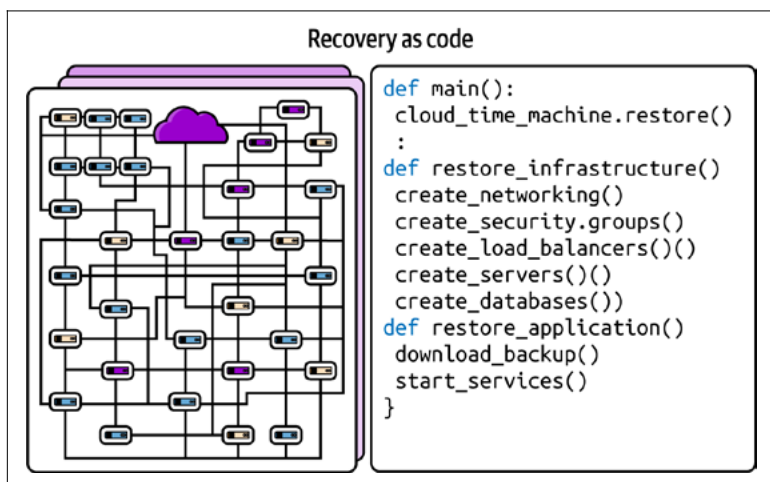 Recovery as code
def main():
cloud_time_machine.restore()
:
def restore_infrastructure()
create_networking()
create_security.groups()
create_load_balancers()()
create_servers()()
create_databases())
def restore_application()
download_backup()
start_services()
}